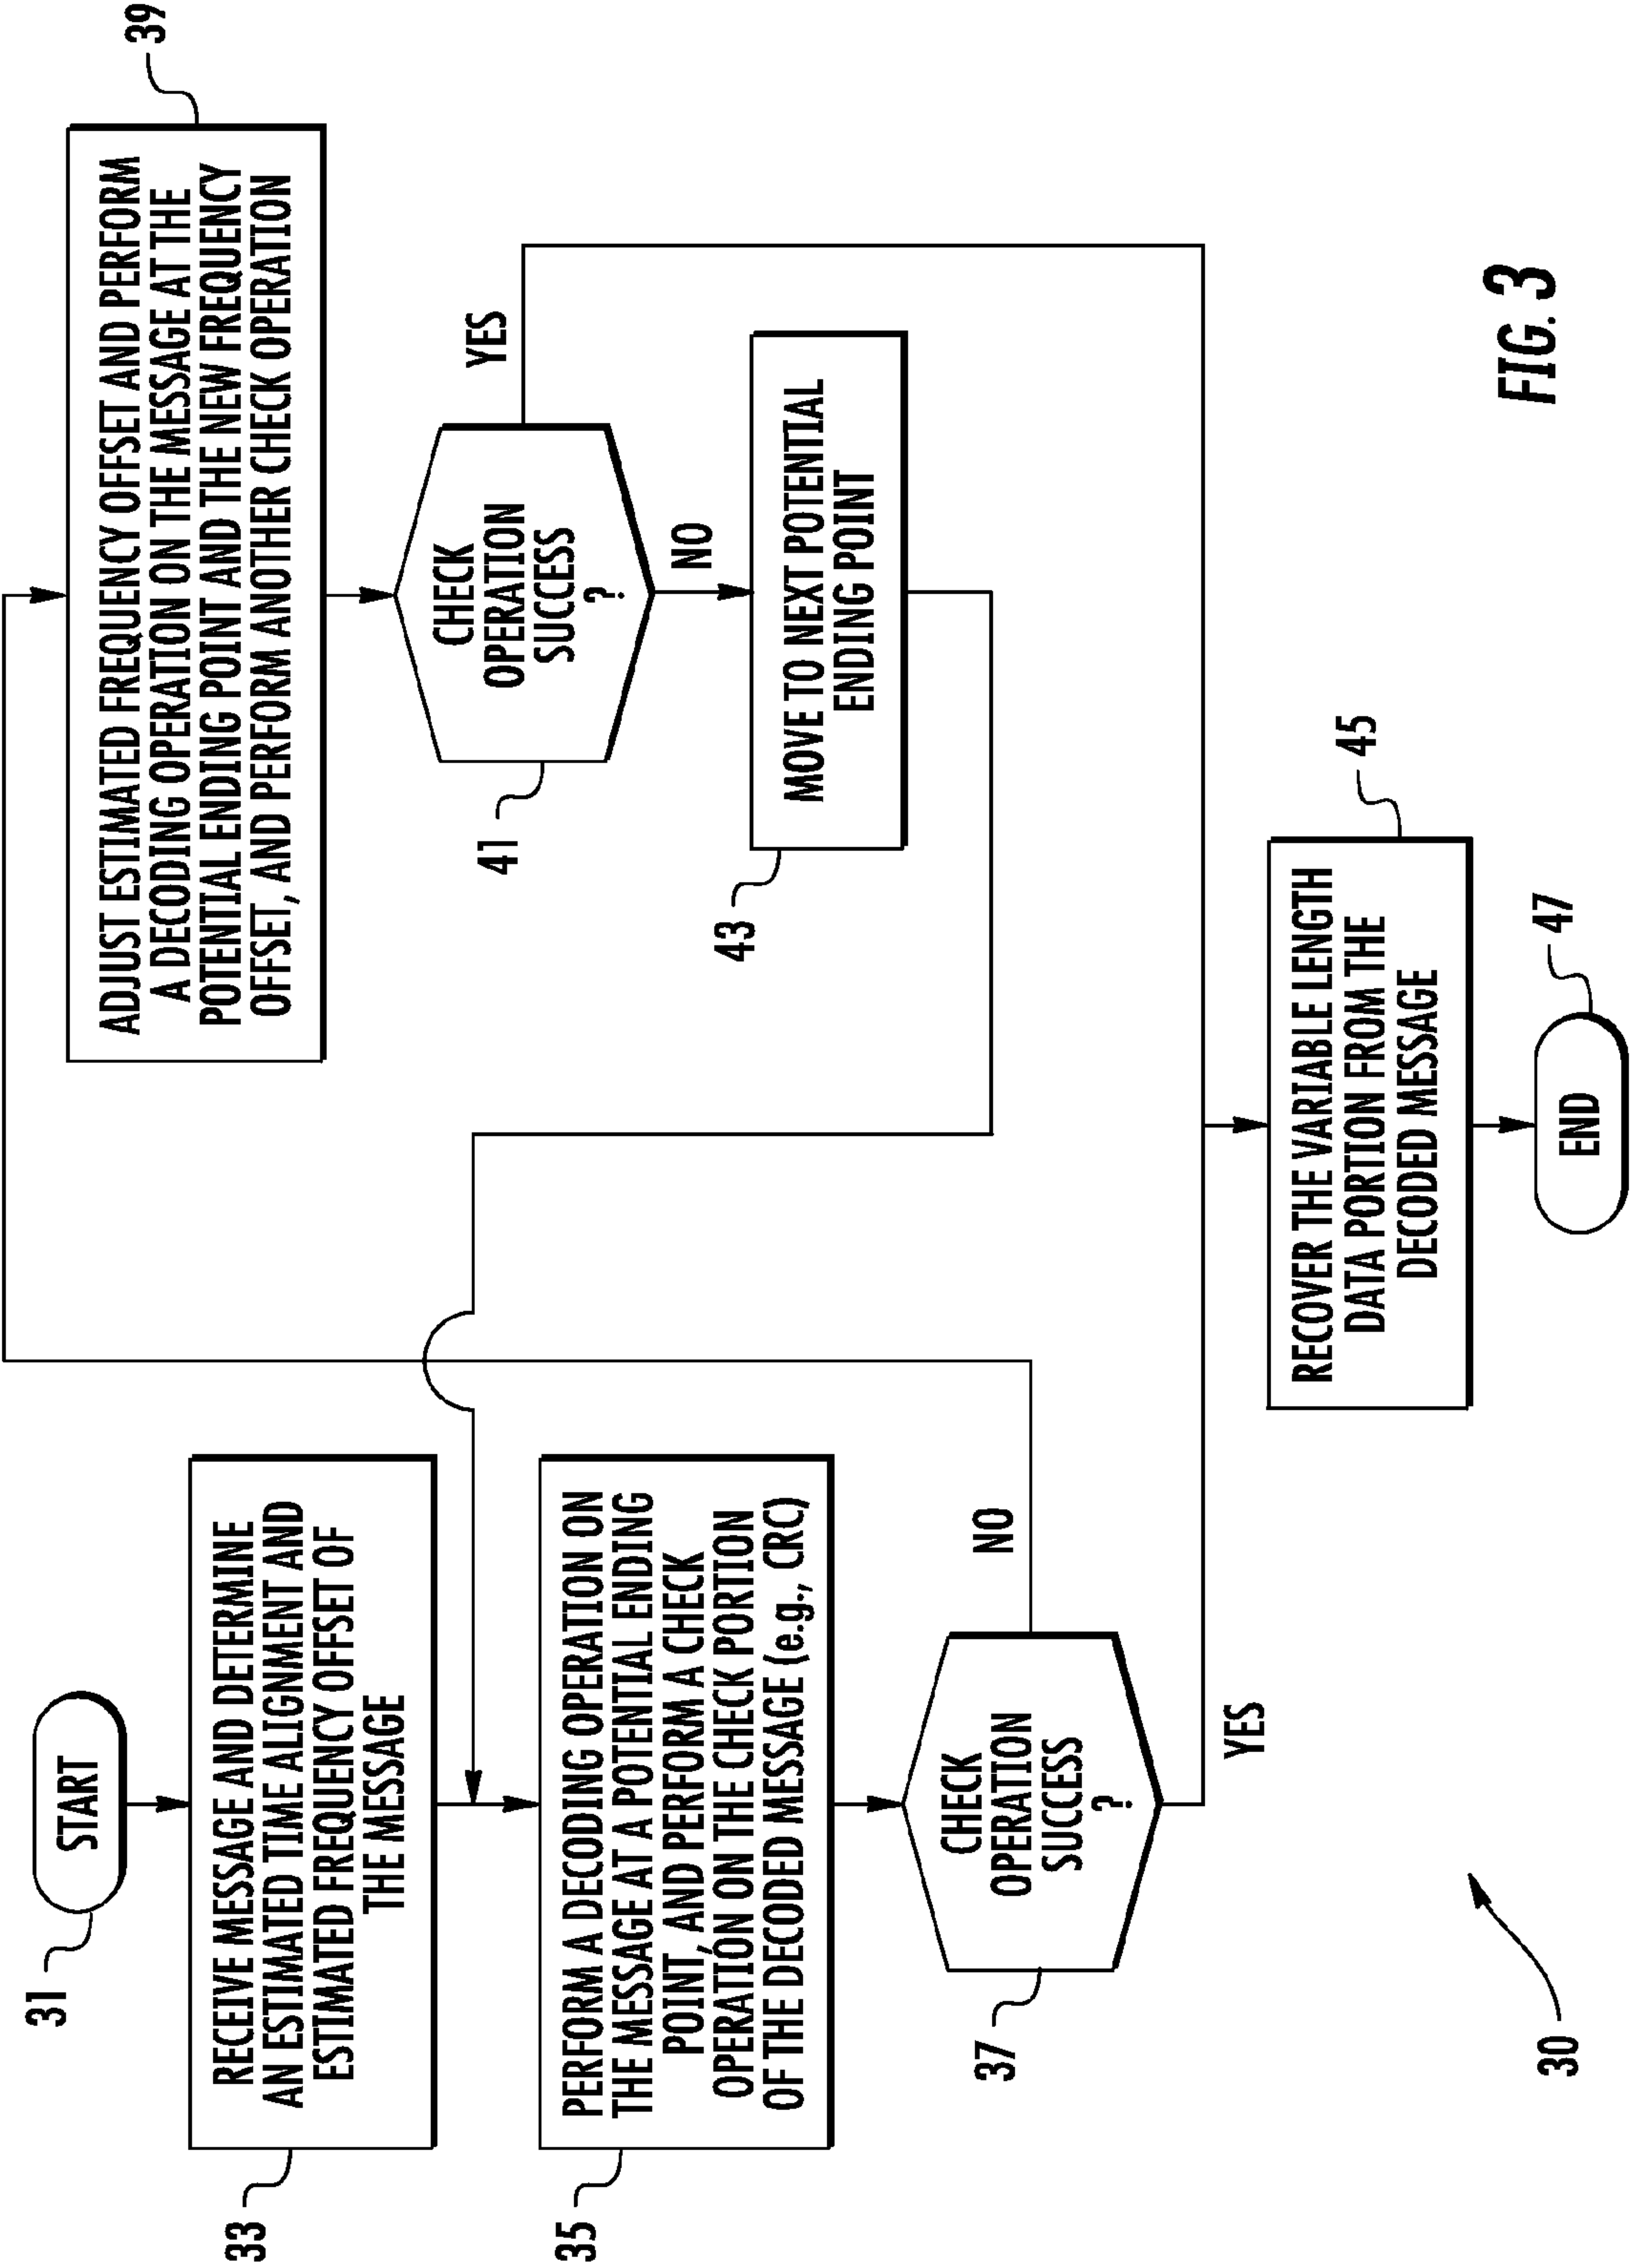 31
START
33
RECEIVE MESSAGE AND DETERMINE
AN ESTIMATED TIME ALIGNMENT AND
ESTIMATED FREQUENCY OFFSET OF
THE MESSAGE
35
PERFORM A DECODING OPERATION ON
THE MESSAGE AT A POTENTIAL ENDING
POINT, AND PERFORM A CHECK
OPERATION ON THE CHECK PORTION
OF THE DECODED MESSAGE (e.g., CRC)
37
CHECK
OPERATION
SUCCESS
?
NO
YES
39
ADJUST ESTIMATED FREQUENCY OFFSET AND PERFORM
A DECODING OPERATION ON THE MESSAGE AT THE
POTENTIAL ENDING POINT AND THE NEW FREQUENCY
OFFSET, AND PERFORM ANOTHER CHECK OPERATION
41
CHECK
OPERATION
SUCCESS
?
YES
NO
43
MOVE TO NEXT POTENTIAL
ENDING POINT
45
RECOVER THE VARIABLE LENGTH
DATA PORTION FROM THE
DECODED MESSAGE
47
END
30
FIG. 3